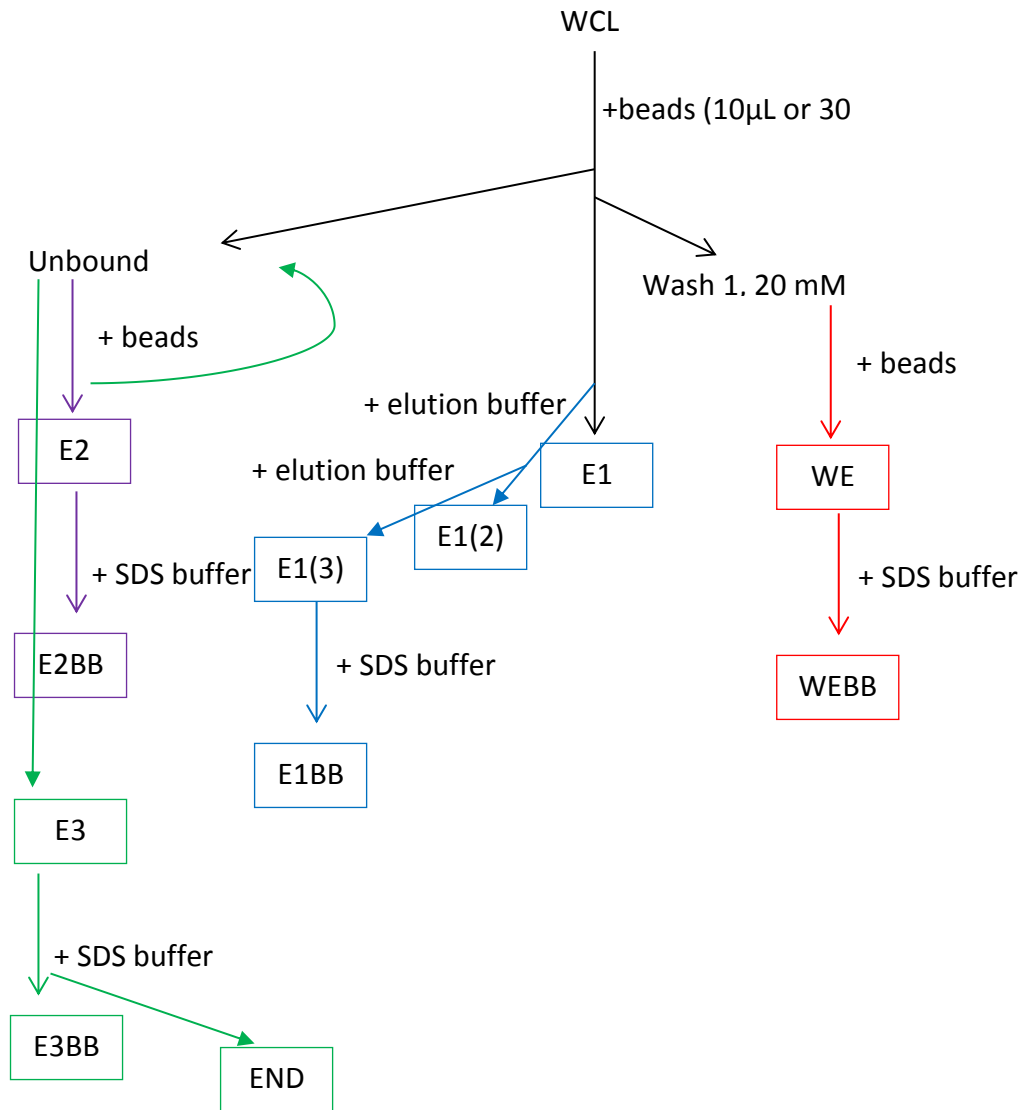 WCL
+beads (10µL or 30
Unbound
Wash 1, 20 mM
+ beads
+ beads
+ elution buffer
E2
+ elution buffer
E1
WE
E1(2)
E1(3)
+ SDS buffer
+ SDS buffer
E2BB
+ SDS buffer
WEBB
E1BB
E3
+ SDS buffer
E3BB
END